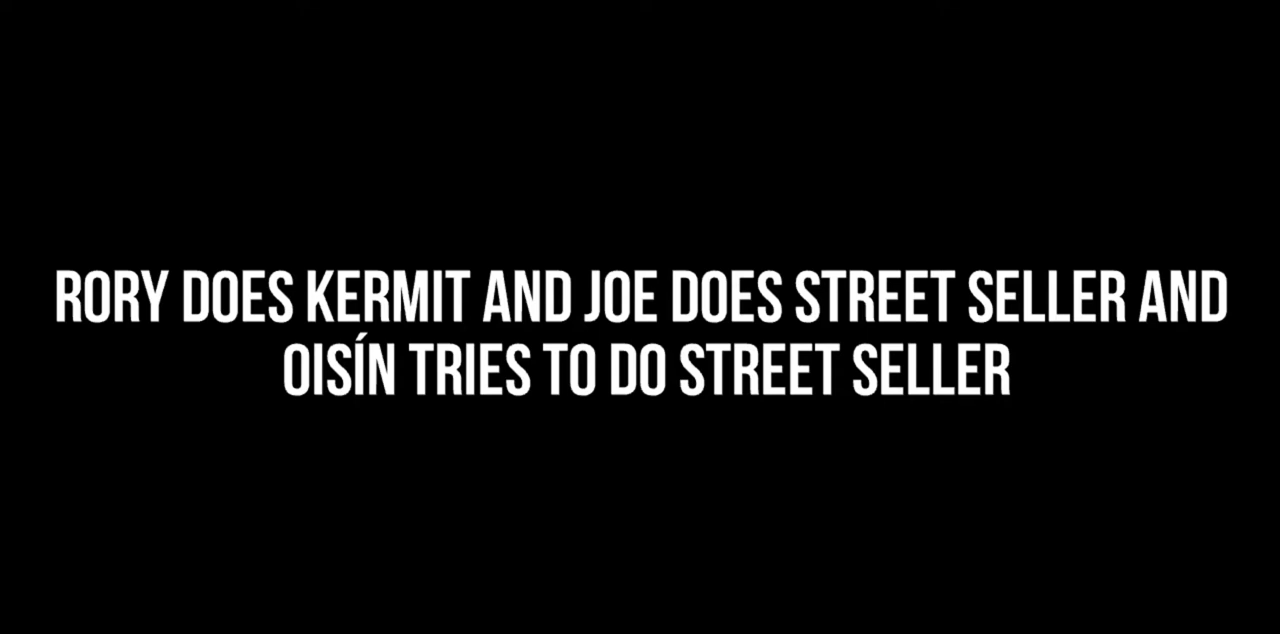 RORY DOES KERMIT AND JOE DOES STREET SELLER AND
OISÍN TRIES TO DO STREET SELLER